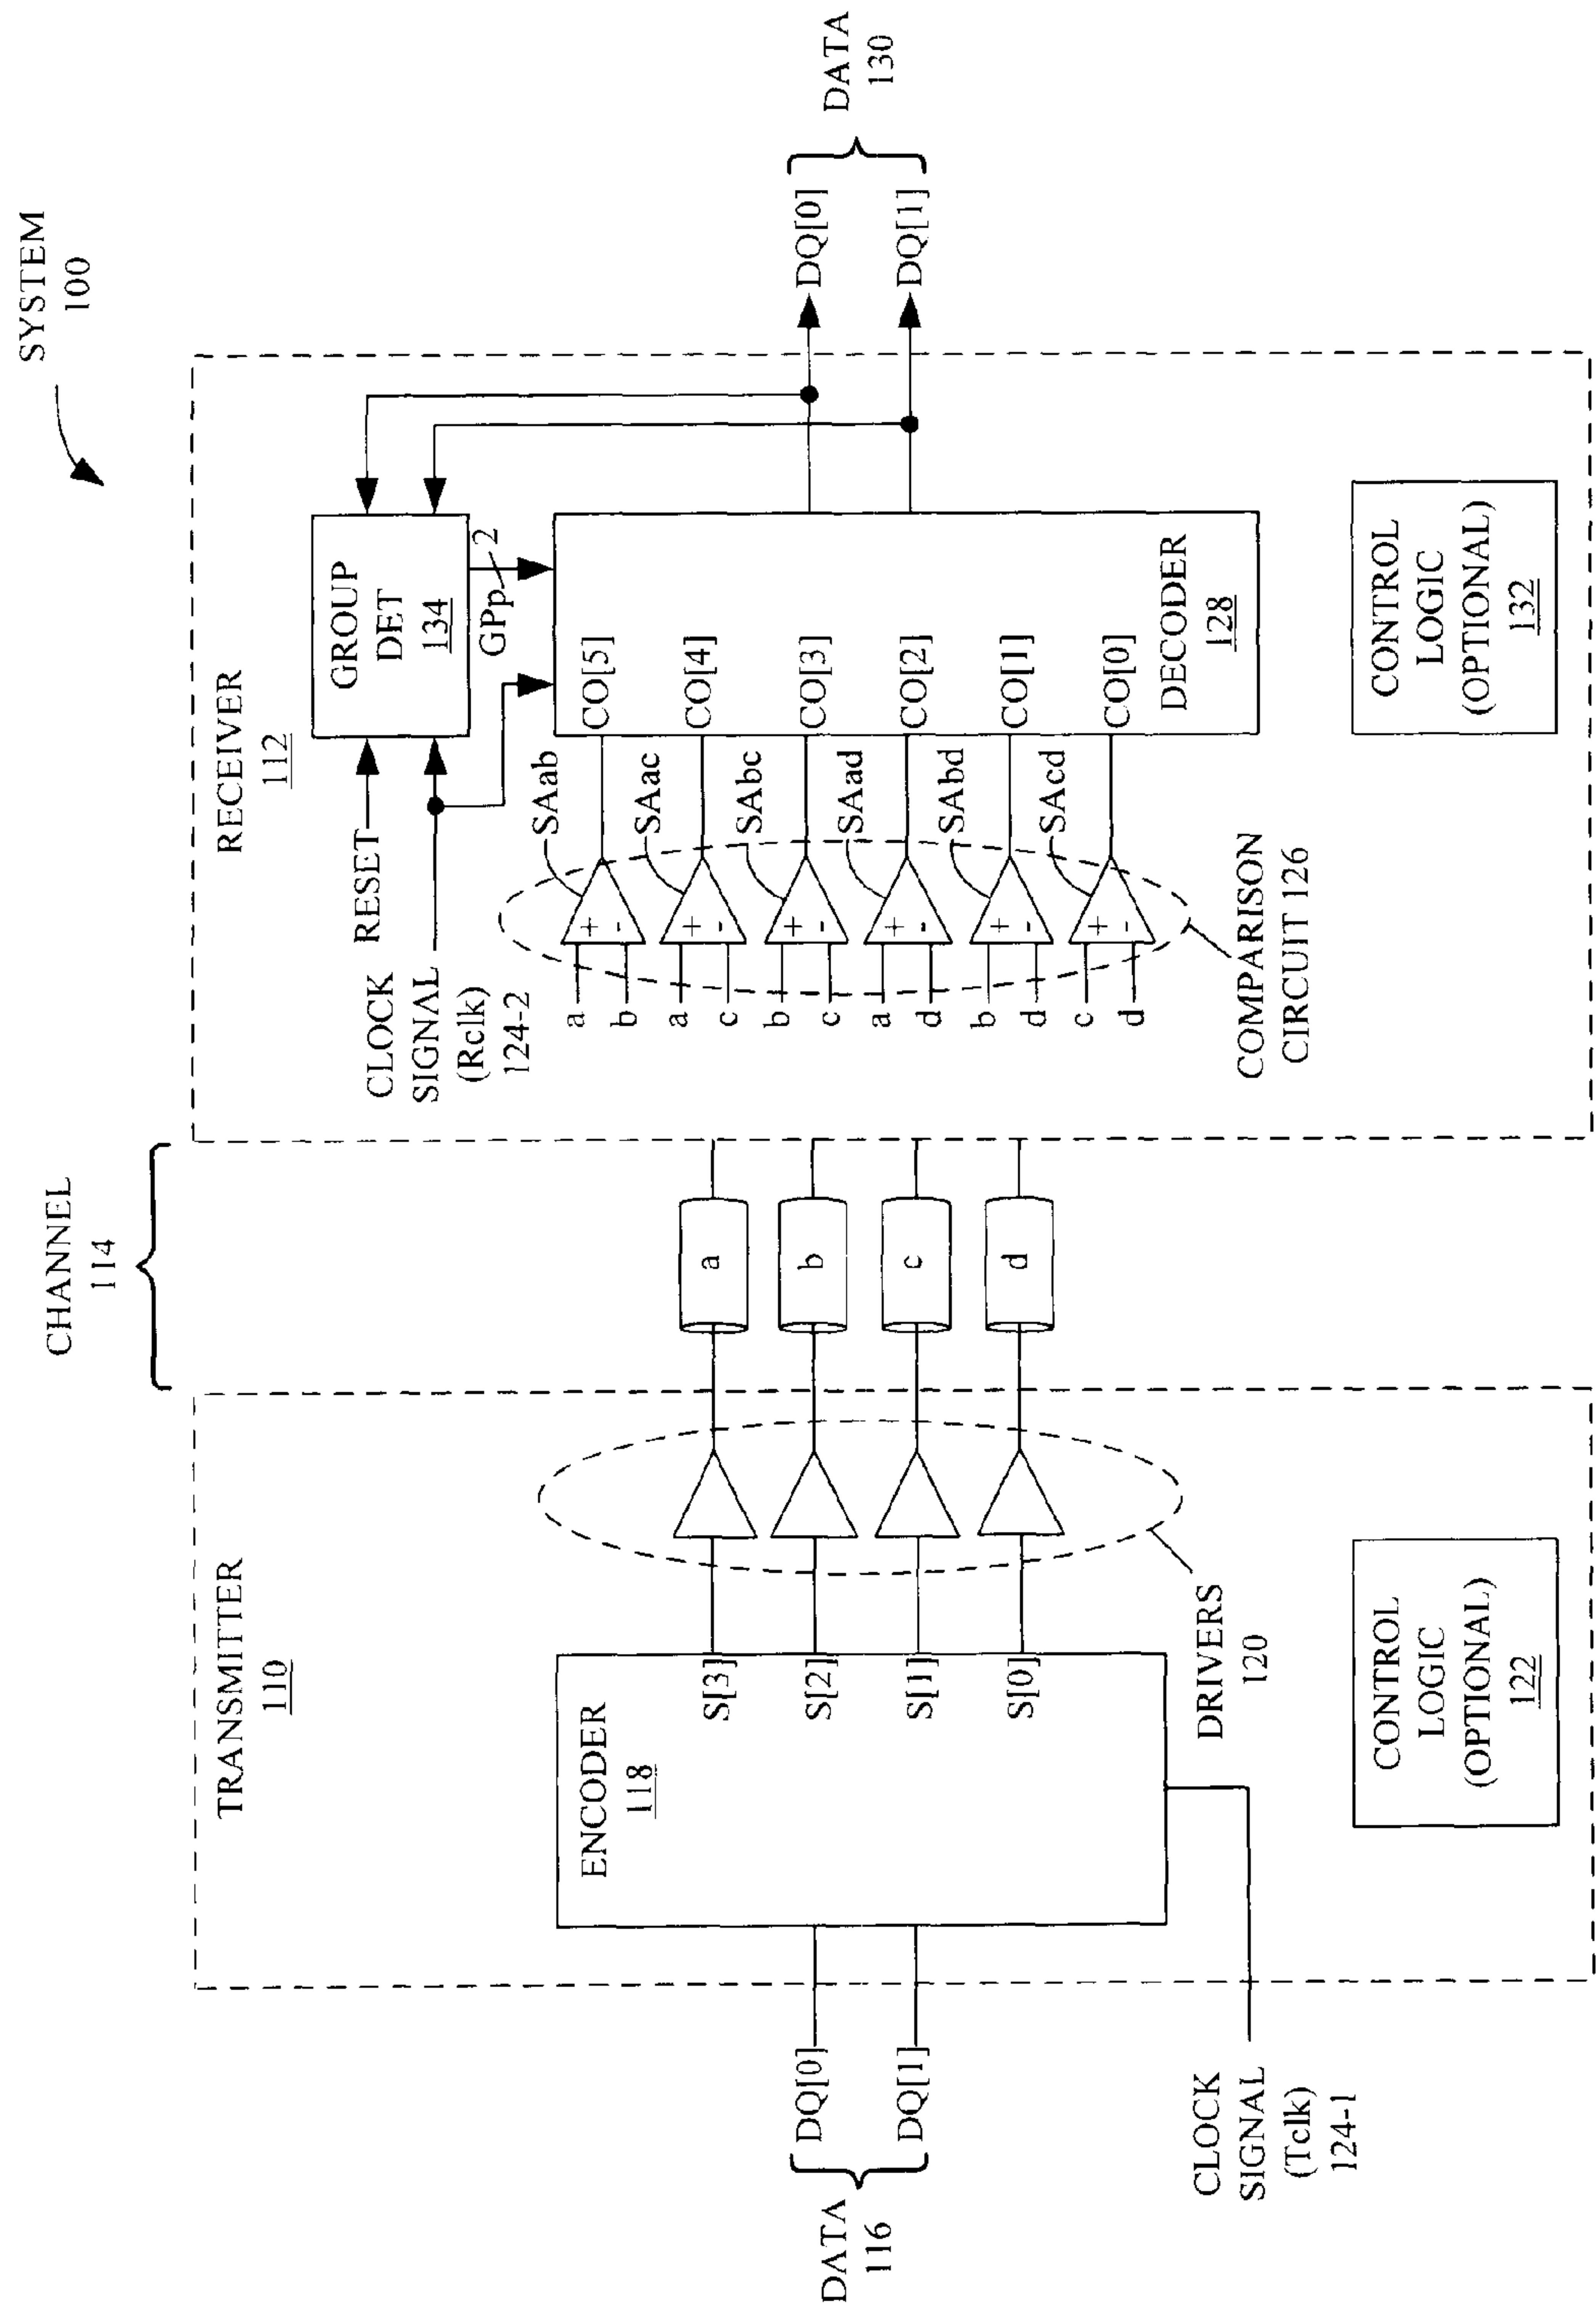 SYSTEM
100
CHANNEL
114
TRANSMITTER
110
RECEIVER
112
DATA
116
DQ[0]
DQ[1]
CLOCK
SIGNAL
(Tclk)
124-1
ENCODER
118
S[3]
S[2]
S[1]
S[0]
DRIVERS
120
CONTROL
LOGIC
(OPTIONAL)
122
a
b
c
d
RESET
CLOCK
SIGNAL
(Rclk)
124-2
GROUP
DET
134
GPp
2
a
b
+
-
SAab
a
c
+
-
SAac
b
c
+
-
SAbc
a
d
+
-
SAad
b
d
+
-
SAbd
c
d
+
-
SAcd
COMPARISON
CIRCUIT 126
CO[5]
CO[4]
CO[3]
CO[2]
CO[1]
CO[0]
DECODER
128
CONTROL
LOGIC
(OPTIONAL)
132
DQ[0]
DQ[1]
DATA
130